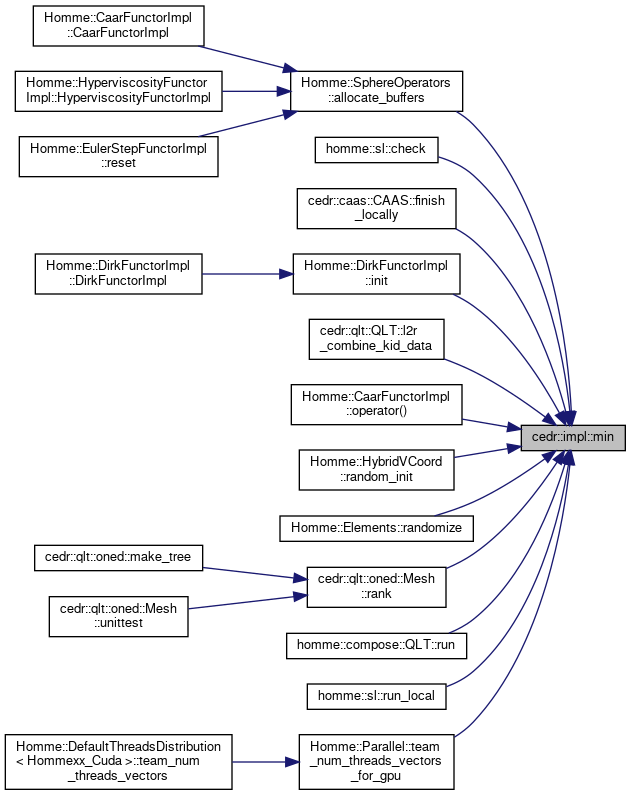 Homme::CaarFunctorImpl
::CaarFunctorImpl
Homme::HyperviscosityFunctor
Impl::HyperviscosityFunctorImpl
Homme::EulerStepFunctorImpl
::reset
Homme::SphereOperators
::allocate_buffers
homme::sl::check
cedr::caas::CAAS::finish
_locally
Homme::DirkFunctorImpl
::DirkFunctorImpl
Homme::DirkFunctorImpl
::init
cedr::qlt::QLT::l2r
_combine_kid_data
Homme::CaarFunctorImpl
::operator()
cedr::impl::min
Homme::HybridVCoord
::random_init
Homme::Elements::randomize
cedr::qlt::oned::make_tree
cedr::qlt::oned::Mesh
::unittest
cedr::qlt::oned::Mesh
::rank
homme::compose::QLT::run
homme::sl::run_local
Homme::DefaultThreadsDistribution
< Hommexx_Cuda >::team_num
_threads_vectors
Homme::Parallel::team
_num_threads_vectors
_for_gpu